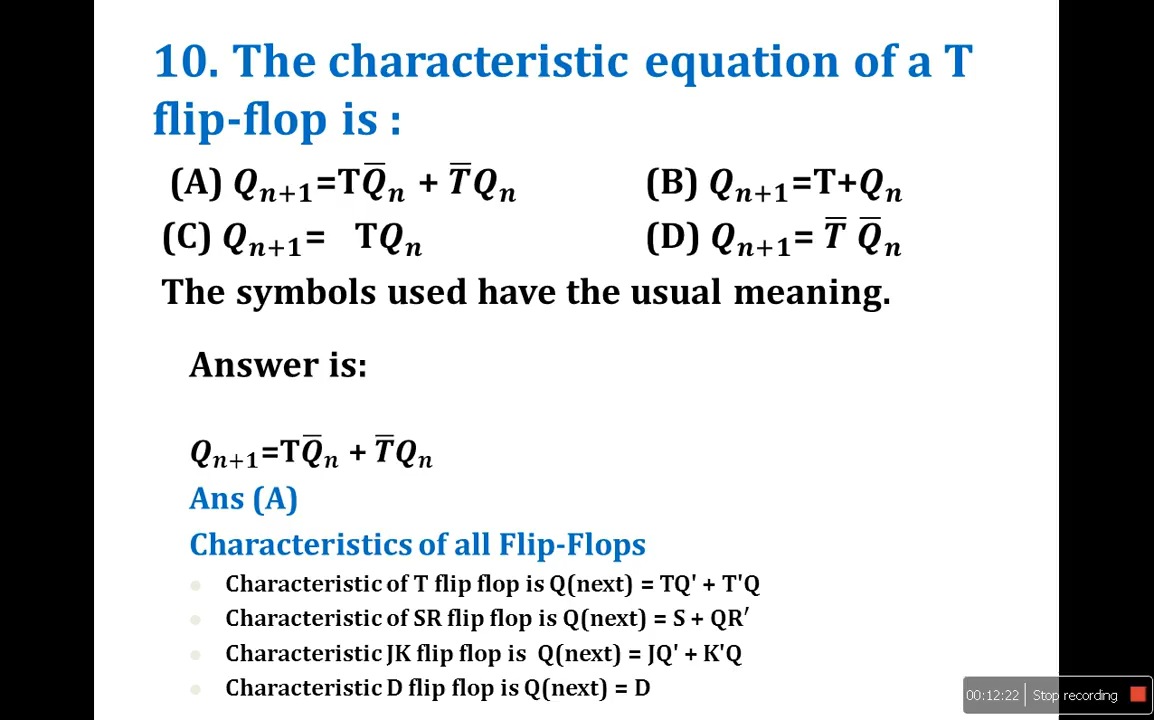 10. The characteristic equation of a T
flip-flop is :
(A) Qₙ₊₁=TQ̅ₙ + T̅Qₙ (B) Qₙ₊₁=T+Qₙ
(C) Qₙ₊₁= TQₙ (D) Qₙ₊₁= T̅ Q̅ₙ
The symbols used have the usual meaning.
Answer is:
Qₙ₊₁=TQ̅ₙ + T̅Qₙ
Ans (A)
Characteristics of all Flip-Flops
Characteristic of T flip flop is Q(next) = TQ' + T'Q
Characteristic of SR flip flop is Q(next) = S + QR′
Characteristic JK flip flop is Q(next) = JQ' + K'Q
Characteristic D flip flop is Q(next) = D
00:12:22 Stop recording